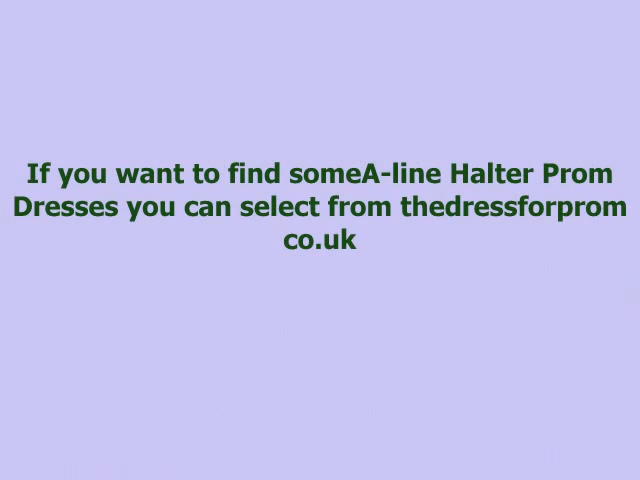 If you want to find someA-line Halter Prom
Dresses you can select from thedressforprom
co.uk